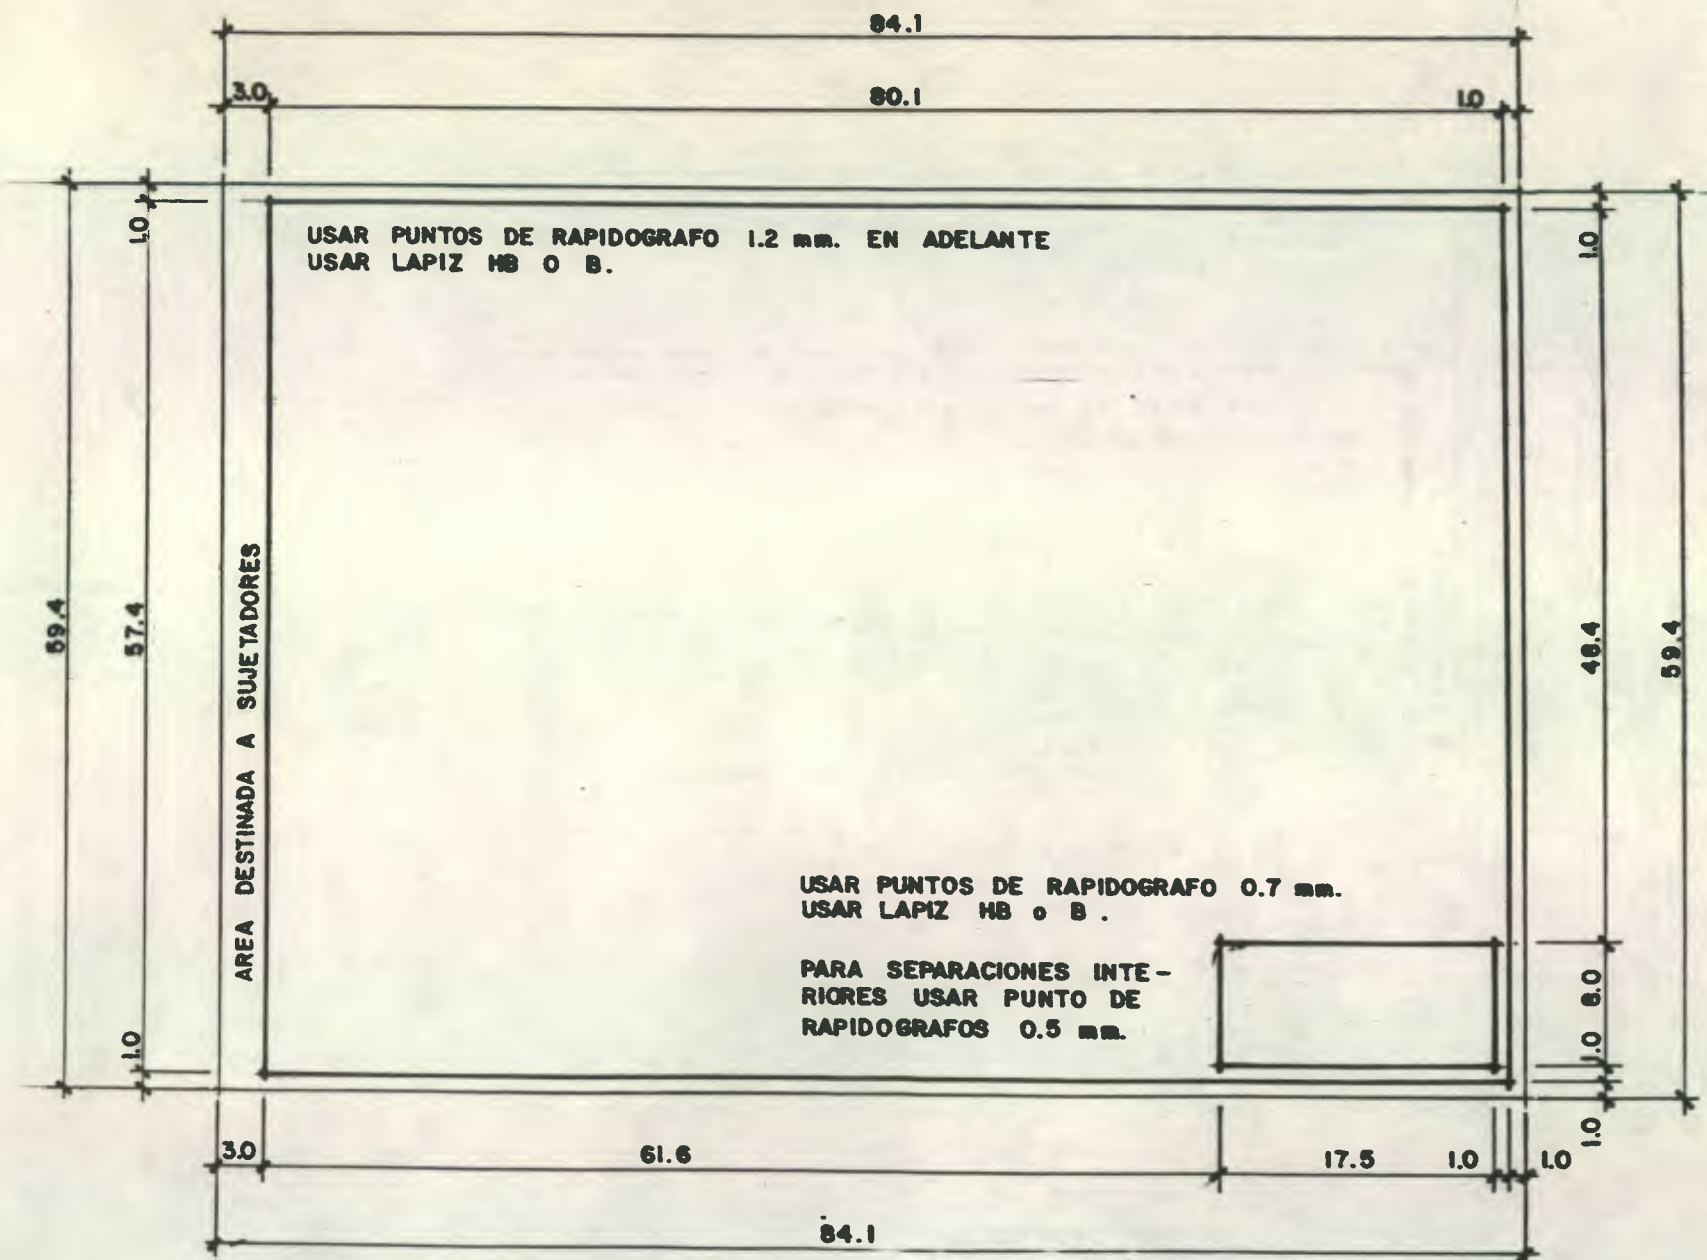 84.1
3.0 80.1 1.0
1.0
USAR PUNTOS DE RAPIDOGRAFO 1.2 mm. EN ADELANTE
USAR LAPIZ HB O B.
1.0
59.4
57.4
AREA DESTINADA A SUJETADORES
48.4
59.4
USAR PUNTOS DE RAPIDOGRAFO 0.7 mm.
USAR LAPIZ HB o B .
PARA SEPARACIONES INTE-
RIORES USAR PUNTO DE
RAPIDOGRAFOS 0.5 mm.
8.0
1.0
1.0
1.0
3.0 61.6 17.5 1.0 1.0
84.1